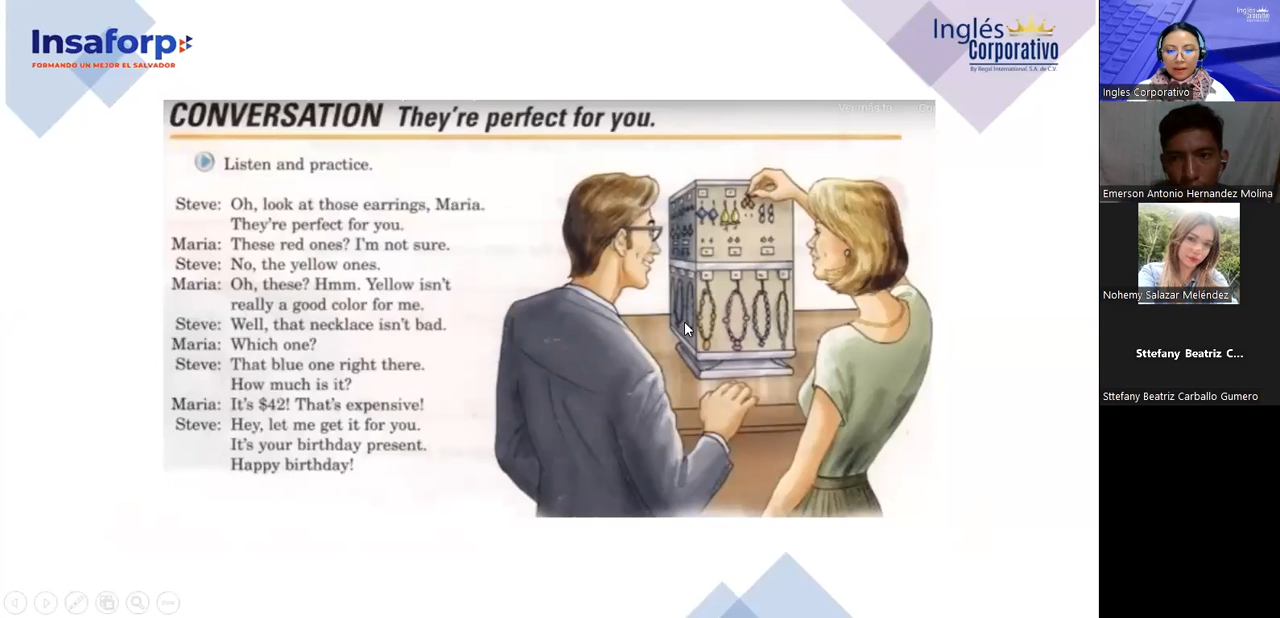 Insaforp
FORMANDO UN MEJOR EL SALVADOR
Inglés
Corporativo
By Regal International, S.A. de C.V.
CONVERSATION They're perfect for you.
Ver más ta
Listen and practice.
Steve: Oh, look at those earrings, Maria.
They're perfect for you.
Maria: These red ones? I'm not sure.
Steve: No, the yellow ones.
Maria: Oh, these? Hmm. Yellow isn't
really a good color for me.
Steve: Well, that necklace isn't bad.
Maria: Which one?
Steve: That blue one right there.
How much is it?
Maria: It's $42! That's expensive!
Steve: Hey, let me get it for you.
It's your birthday present.
Happy birthday!
Inglés
Ingles Corporativo
Emerson Antonio Hernandez Molina
Nohemy Salazar Meléndez
Sttefany Beatriz C...
Sttefany Beatriz Carballo Gumero